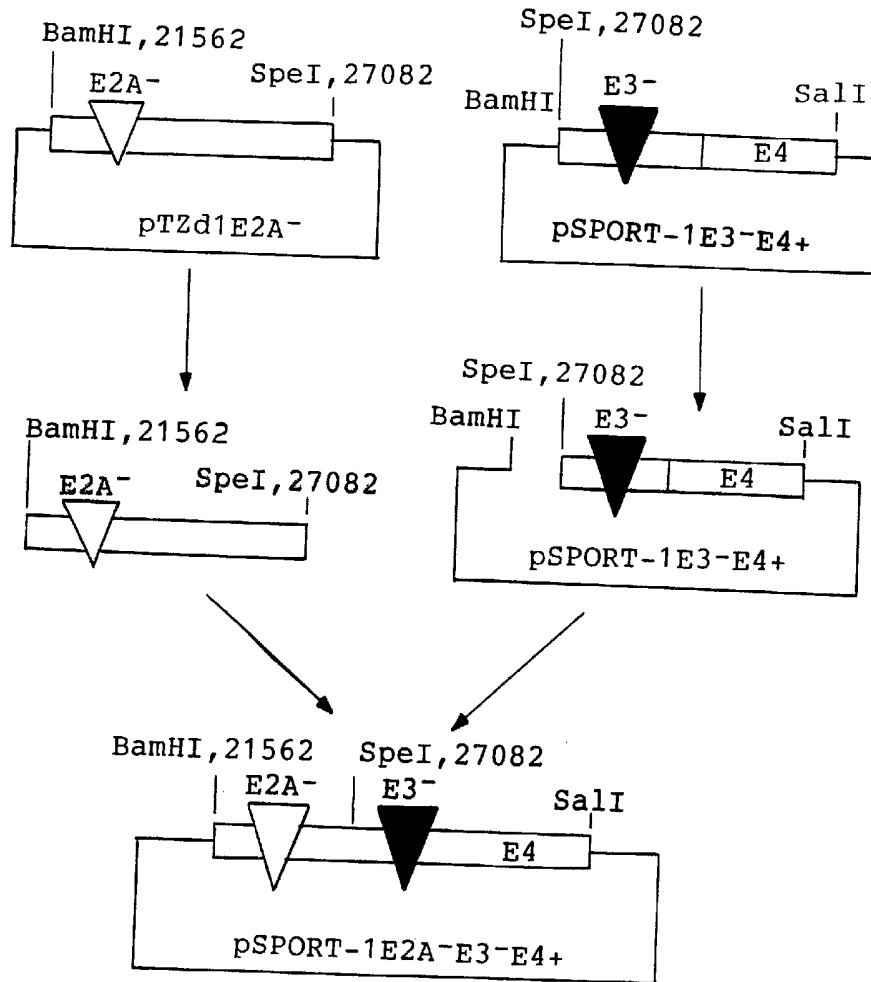 BamHI,21562
SpeI,27082
E2A⁻
pTZd1E2A⁻
SpeI,27082
E3⁻
BamHI
SalI
E4
pSPORT-1E3⁻E4+
BamHI,21562
E2A⁻
SpeI,27082
SpeI,27082
BamHI
E3⁻
SalI
E4
pSPORT-1E3⁻E4+
BamHI,21562
SpeI,27082
E2A⁻
E3⁻
SalI
E4
pSPORT-1E2A⁻E3⁻E4+